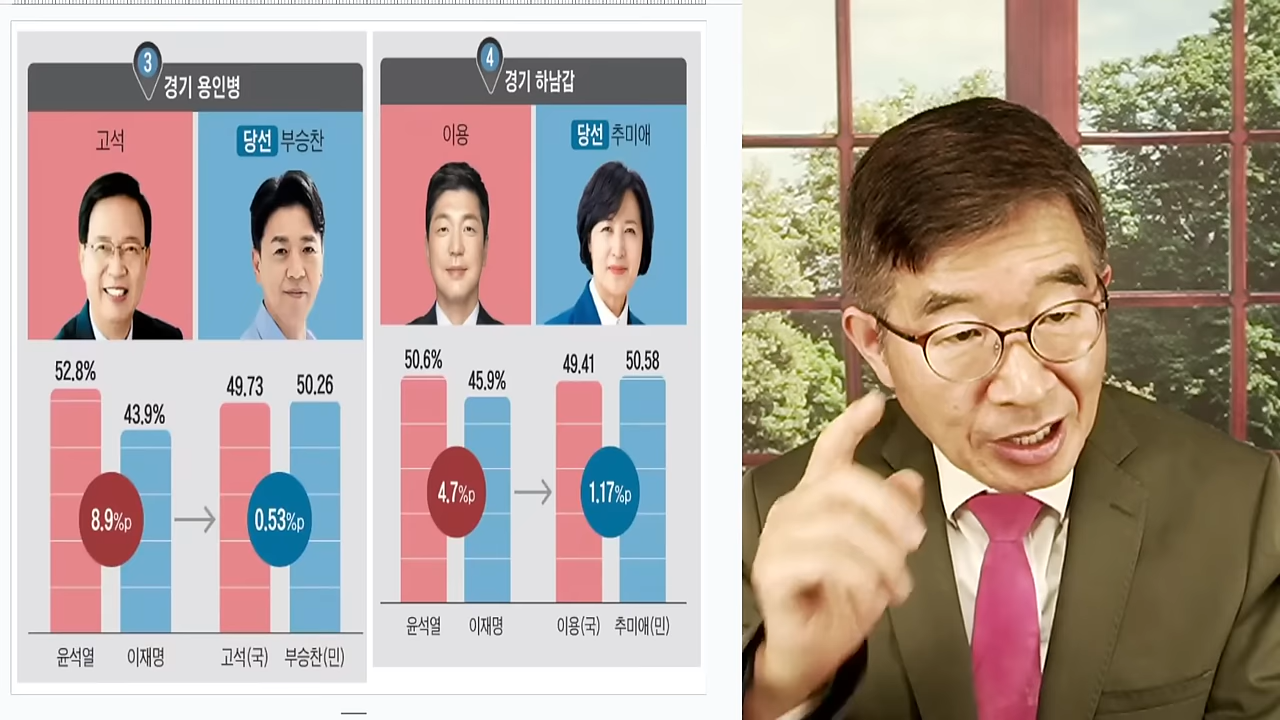 3
경기 용인병
고석
당선 부승찬
52.8%
43.9%
49.73
50.26
8.9%p
0.53%p
윤석열
이재명
고석(국)
부승찬(민)
4
경기 하남갑
이용
당선 추미애
50.6%
45.9%
49.41
50.58
4.7%p
1.17%p
윤석열
이재명
이용(국)
추미애(민)